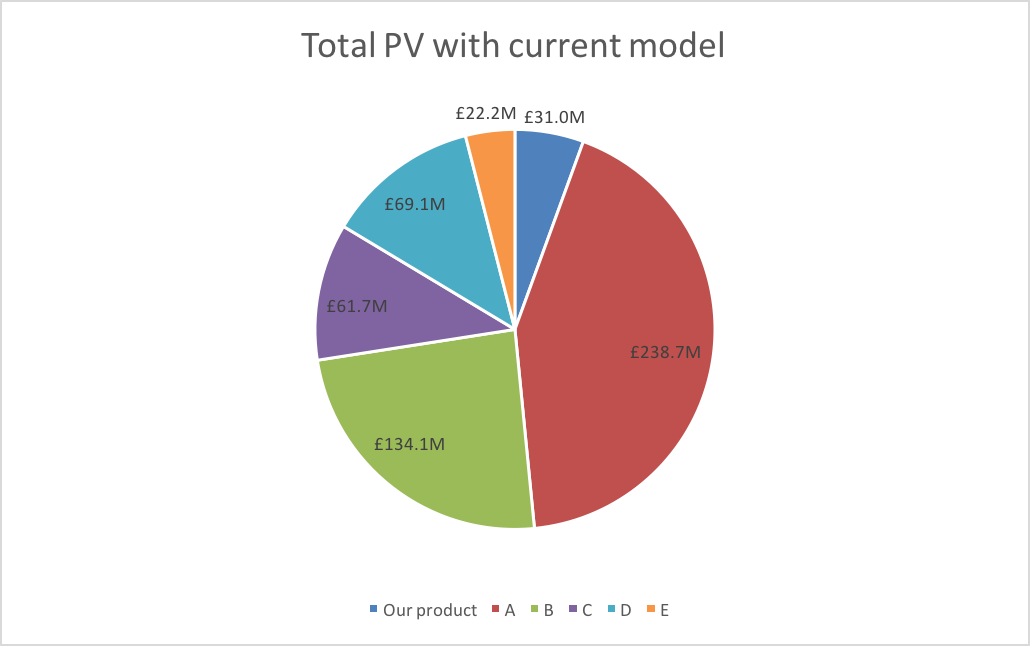 Total PV with current model
£22.2M £31.0M
£69.1M
£61.7M
£238.7M
£134.1M
Our product A B C D E